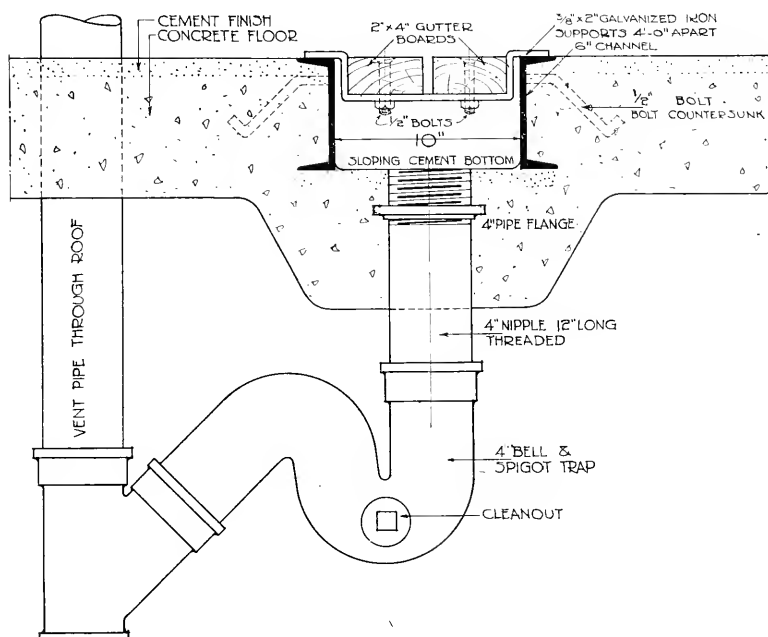 CEMENT FINISH
CONCRETE FLOOR
2"x4" GUTTER
BOARDS
3/8"x2" GALVANIZED IRON
SUPPORTS 4'-0" APART
6" CHANNEL
1/2" BOLT
BOLT COUNTERSUNK
1/2" BOLTS
10"
SLOPING CEMENT BOTTOM
4" PIPE FLANGE
4" NIPPLE 12" LONG
THREADED
VENT PIPE THROUGH ROOF
4" BELL &
SPIGOT TRAP
CLEANOUT